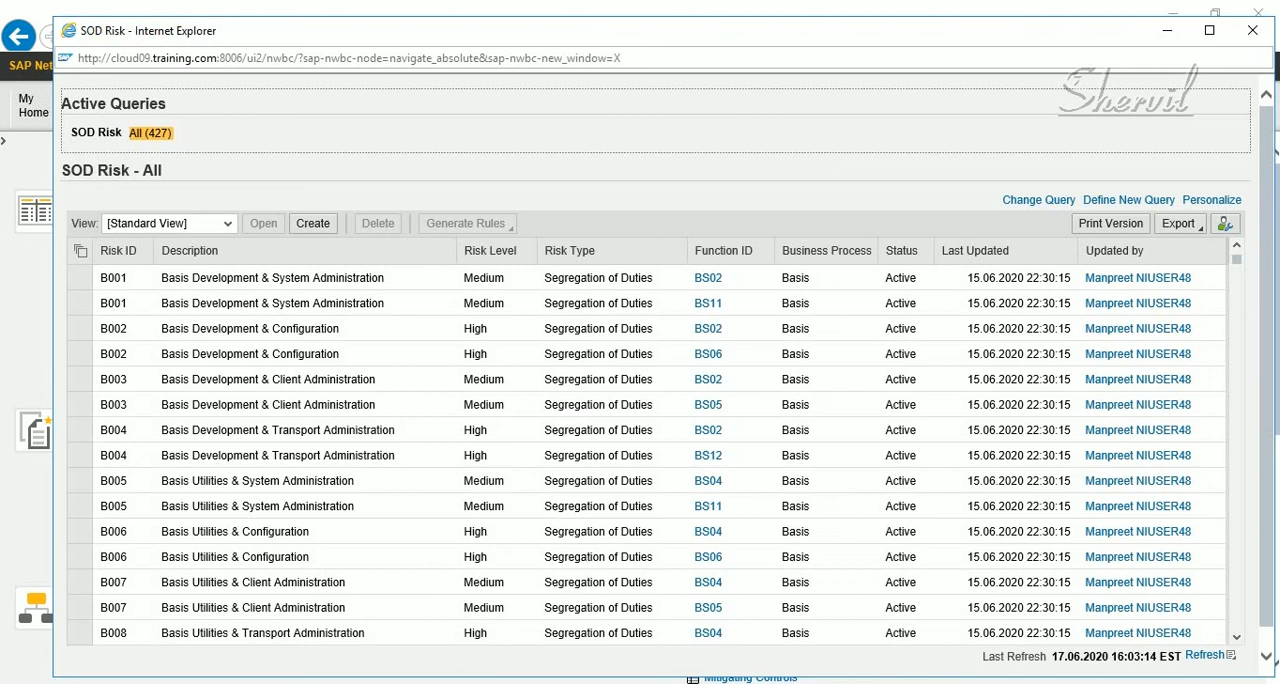 SOD Risk - Internet Explorer
http://cloud09.training.com:8006/ui2/nwbc/?sap-nwbc-node=navigate_absolute&sap-nwbc-new_window=X
SAP Net
My
Home
Shervil
Active Queries
SOD Risk All (427)
SOD Risk - All
Change Query Define New Query Personalize
View: [Standard View] Open Create Delete Generate Rules Print Version Export
Risk ID Description Risk Level Risk Type Function ID Business Process Status Last Updated Updated by
B001 Basis Development & System Administration Medium Segregation of Duties BS02 Basis Active 15.06.2020 22:30:15 Manpreet NIUSER48
B001 Basis Development & System Administration Medium Segregation of Duties BS11 Basis Active 15.06.2020 22:30:15 Manpreet NIUSER48
B002 Basis Development & Configuration High Segregation of Duties BS02 Basis Active 15.06.2020 22:30:15 Manpreet NIUSER48
B002 Basis Development & Configuration High Segregation of Duties BS06 Basis Active 15.06.2020 22:30:15 Manpreet NIUSER48
B003 Basis Development & Client Administration Medium Segregation of Duties BS02 Basis Active 15.06.2020 22:30:15 Manpreet NIUSER48
B003 Basis Development & Client Administration Medium Segregation of Duties BS05 Basis Active 15.06.2020 22:30:15 Manpreet NIUSER48
B004 Basis Development & Transport Administration High Segregation of Duties BS02 Basis Active 15.06.2020 22:30:15 Manpreet NIUSER48
B004 Basis Development & Transport Administration High Segregation of Duties BS12 Basis Active 15.06.2020 22:30:15 Manpreet NIUSER48
B005 Basis Utilities & System Administration Medium Segregation of Duties BS04 Basis Active 15.06.2020 22:30:15 Manpreet NIUSER48
B005 Basis Utilities & System Administration Medium Segregation of Duties BS11 Basis Active 15.06.2020 22:30:15 Manpreet NIUSER48
B006 Basis Utilities & Configuration High Segregation of Duties BS04 Basis Active 15.06.2020 22:30:15 Manpreet NIUSER48
B006 Basis Utilities & Configuration High Segregation of Duties BS06 Basis Active 15.06.2020 22:30:15 Manpreet NIUSER48
B007 Basis Utilities & Client Administration Medium Segregation of Duties BS04 Basis Active 15.06.2020 22:30:15 Manpreet NIUSER48
B007 Basis Utilities & Client Administration Medium Segregation of Duties BS05 Basis Active 15.06.2020 22:30:15 Manpreet NIUSER48
B008 Basis Utilities & Transport Administration High Segregation of Duties BS04 Basis Active 15.06.2020 22:30:15 Manpreet NIUSER48
Last Refresh 17.06.2020 16:03:14 EST Refresh
Mitigating Controls